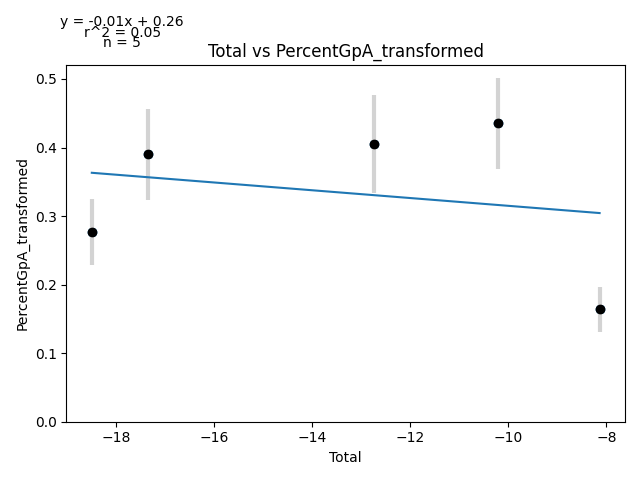 y = -0.01x + 0.26
r^2 = 0.05
n = 5
Total vs PercentGpA_transformed
PercentGpA_transformed
0.5
0.4
0.3
0.2
0.1
0.0
−18 −16 −14 −12 −10 −8
Total